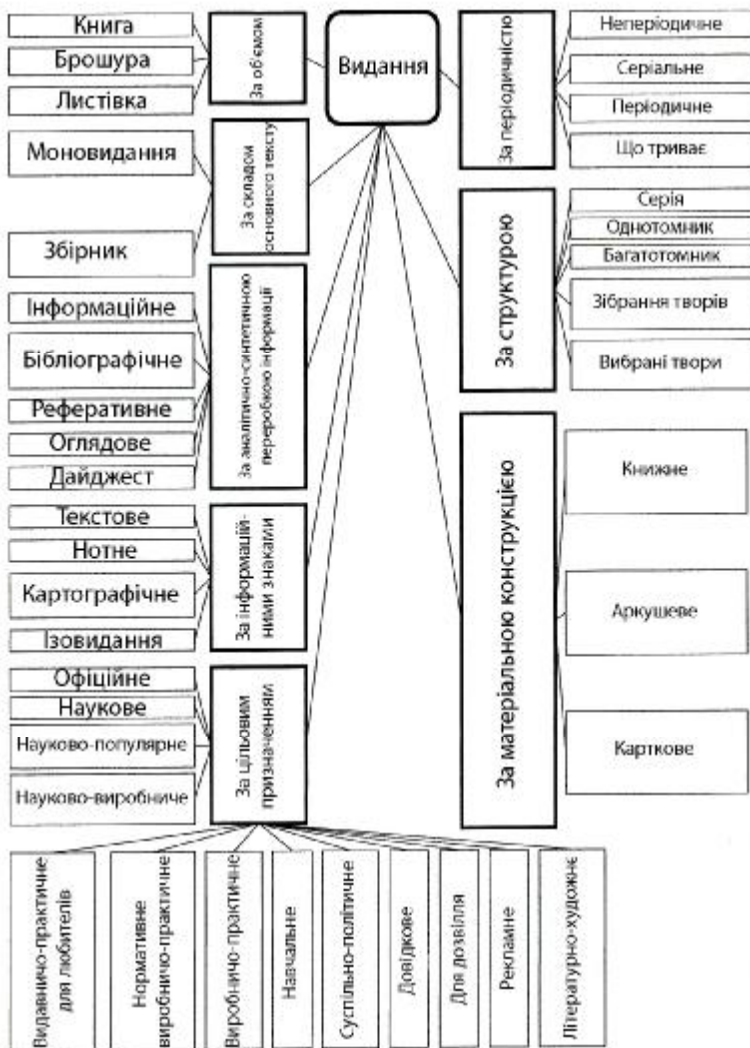 Видання
За об'ємом
Книга
Брошура
Листівка
За складом
основного тексту
Моновидання
Збірник
За аналітично-синтетичною
переробкою інформації
Інформаційне
Бібліографічне
Реферативне
Оглядове
Дайджест
За інформацій-
ними знаками
Текстове
Нотне
Картографічне
Ізовидання
За цільовим
призначенням
Офіційне
Наукове
Науково-популярне
Науково-виробниче
Видавничо-практичне
для любителів
Нормативне
виробничо-практичне
Виробничо-практичне
Навчальне
Суспільно-політичне
Довідкове
Для дозвілля
Рекламне
Літературно-художнє
За періодичністю
Неперіодичне
Серіальне
Періодичне
Що триває
За структурою
Серія
Однотомник
Багатотомник
Зібрання творів
Вибрані твори
За матеріальною конструкцією
Книжне
Аркушеве
Карткове